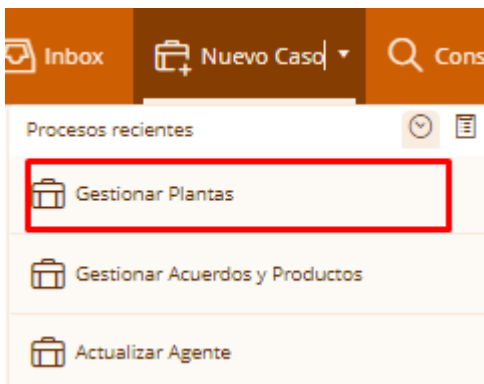 Inbox Nuevo Caso Cons
Procesos recientes
Gestionar Plantas
Gestionar Acuerdos y Productos
Actualizar Agente